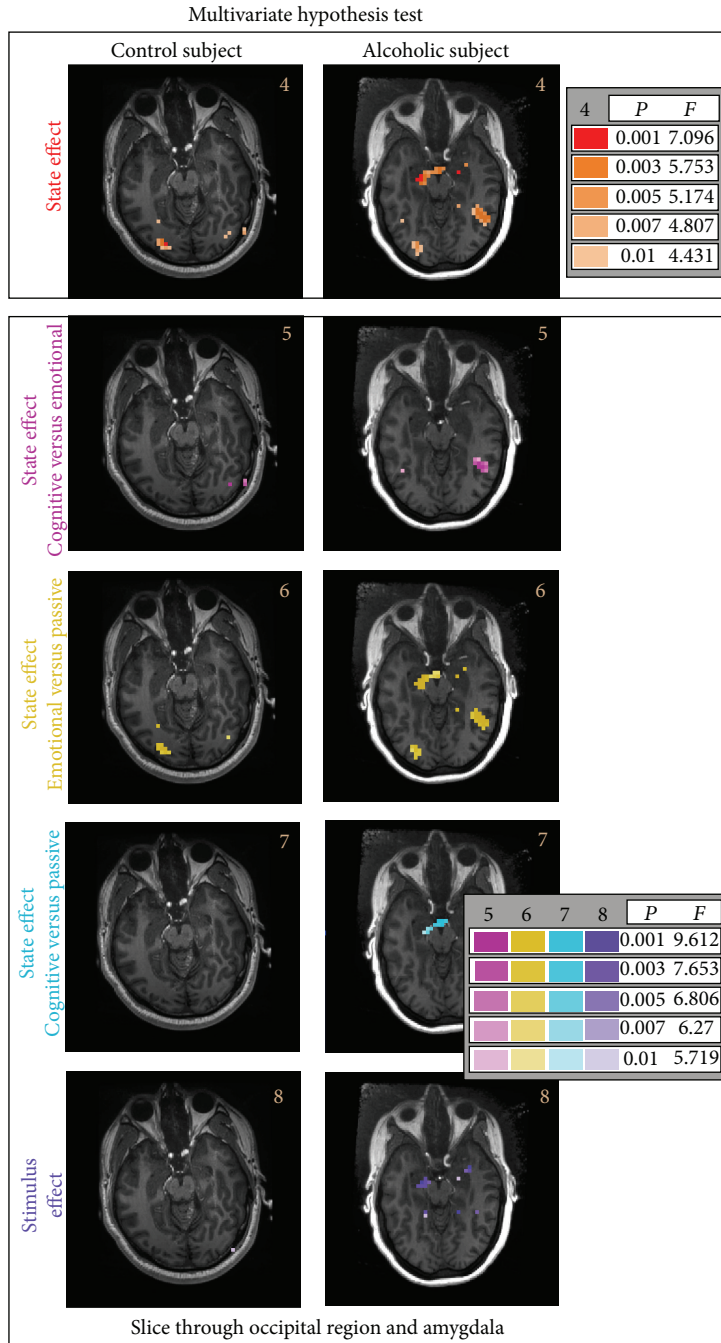 Multivariate hypothesis test
Control subject
Alcoholic subject
State effect
4
4
4 P F
0.001 7.096
0.003 5.753
0.005 5.174
0.007 4.807
0.01 4.431
State effect
Cognitive versus emotional
5
5
State effect
Emotional versus passive
6
6
State effect
Cognitive versus passive
7
7
5 6 7 8 P F
0.001 9.612
0.003 7.653
0.005 6.806
0.007 6.27
0.01 5.719
Stimulus
effect
8
8
Slice through occipital region and amygdala